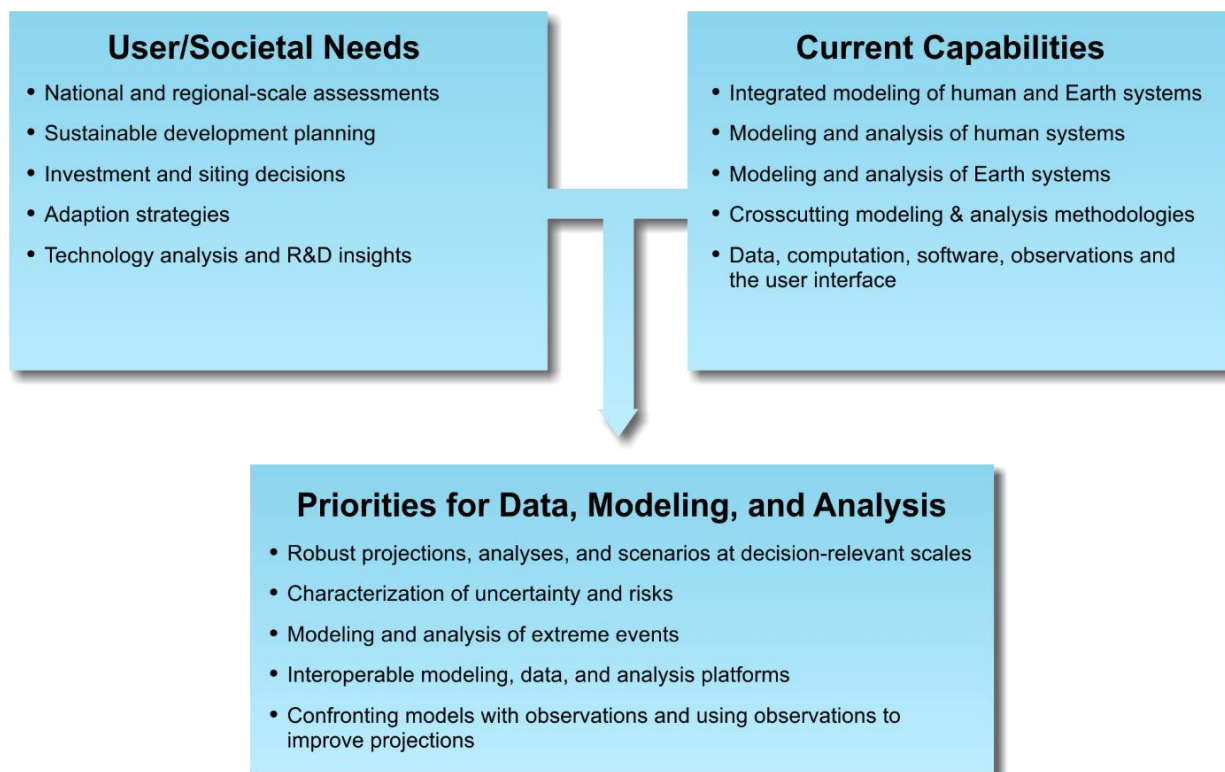 User/Societal Needs
• National and regional-scale assessments
• Sustainable development planning
• Investment and siting decisions
• Adaption strategies
• Technology analysis and R&D insights
Current Capabilities
• Integrated modeling of human and Earth systems
• Modeling and analysis of human systems
• Modeling and analysis of Earth systems
• Crosscutting modeling & analysis methodologies
• Data, computation, software, observations and
the user interface
Priorities for Data, Modeling, and Analysis
• Robust projections, analyses, and scenarios at decision-relevant scales
• Characterization of uncertainty and risks
• Modeling and analysis of extreme events
• Interoperable modeling, data, and analysis platforms
• Confronting models with observations and using observations to
improve projections